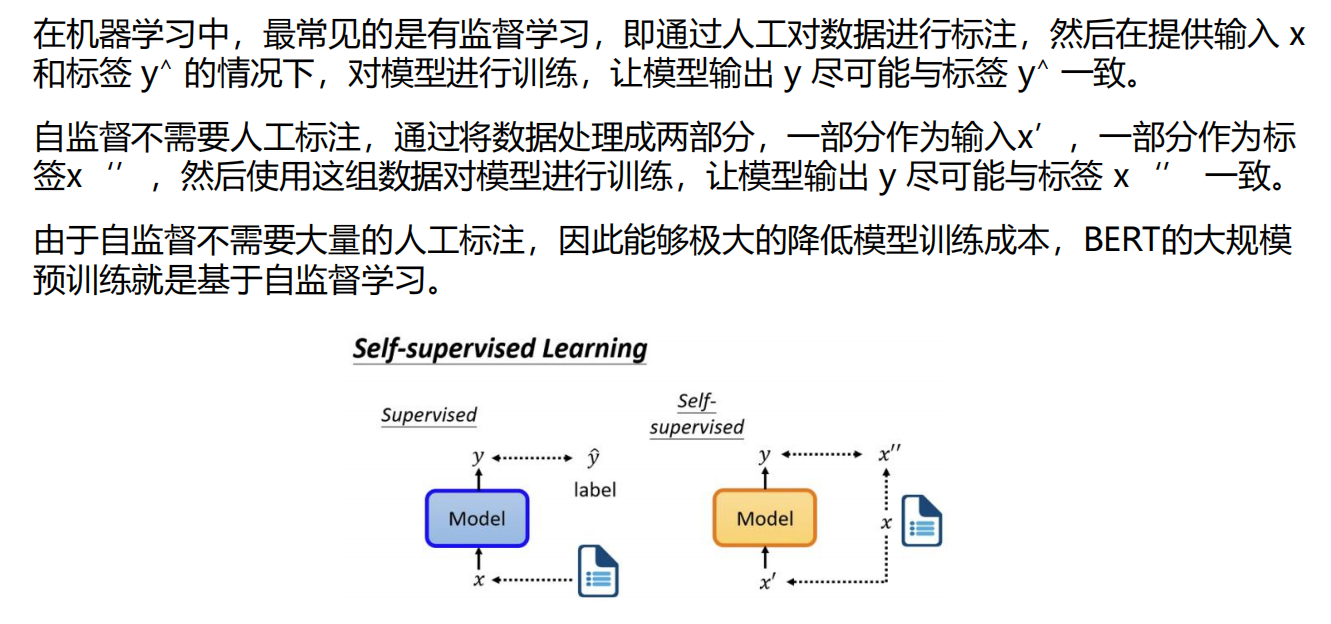 在机器学习中，最常见的是有监督学习，即通过人工对数据进行标注，然后在提供输入 x
和标签 y^ 的情况下，对模型进行训练，让模型输出 y 尽可能与标签 y^ 一致。
自监督不需要人工标注，通过将数据处理成两部分，一部分作为输入x′ ，一部分作为标
签x ′′ ，然后使用这组数据对模型进行训练，让模型输出 y 尽可能与标签 x ′′ 一致。
由于自监督不需要大量的人工标注，因此能够极大的降低模型训练成本，BERT的大规模
预训练就是基于自监督学习。
Self-supervised Learning
Supervised
y
ŷ
label
Model
x
Self-
supervised
y
x′′
Model
x
x′